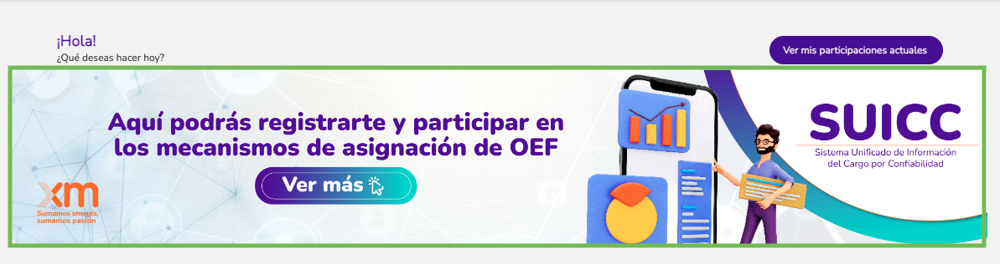 ¡Hola!
¿Qué deseas hacer hoy?
Ver mis participaciones actuales
Aquí podrás registrarte y participar en
los mecanismos de asignación de OEF
Ver más
xm
Sumamos energía,
sumamos pasión
SUICC
Sistema Unificado de Información
del Cargo por Confiabilidad